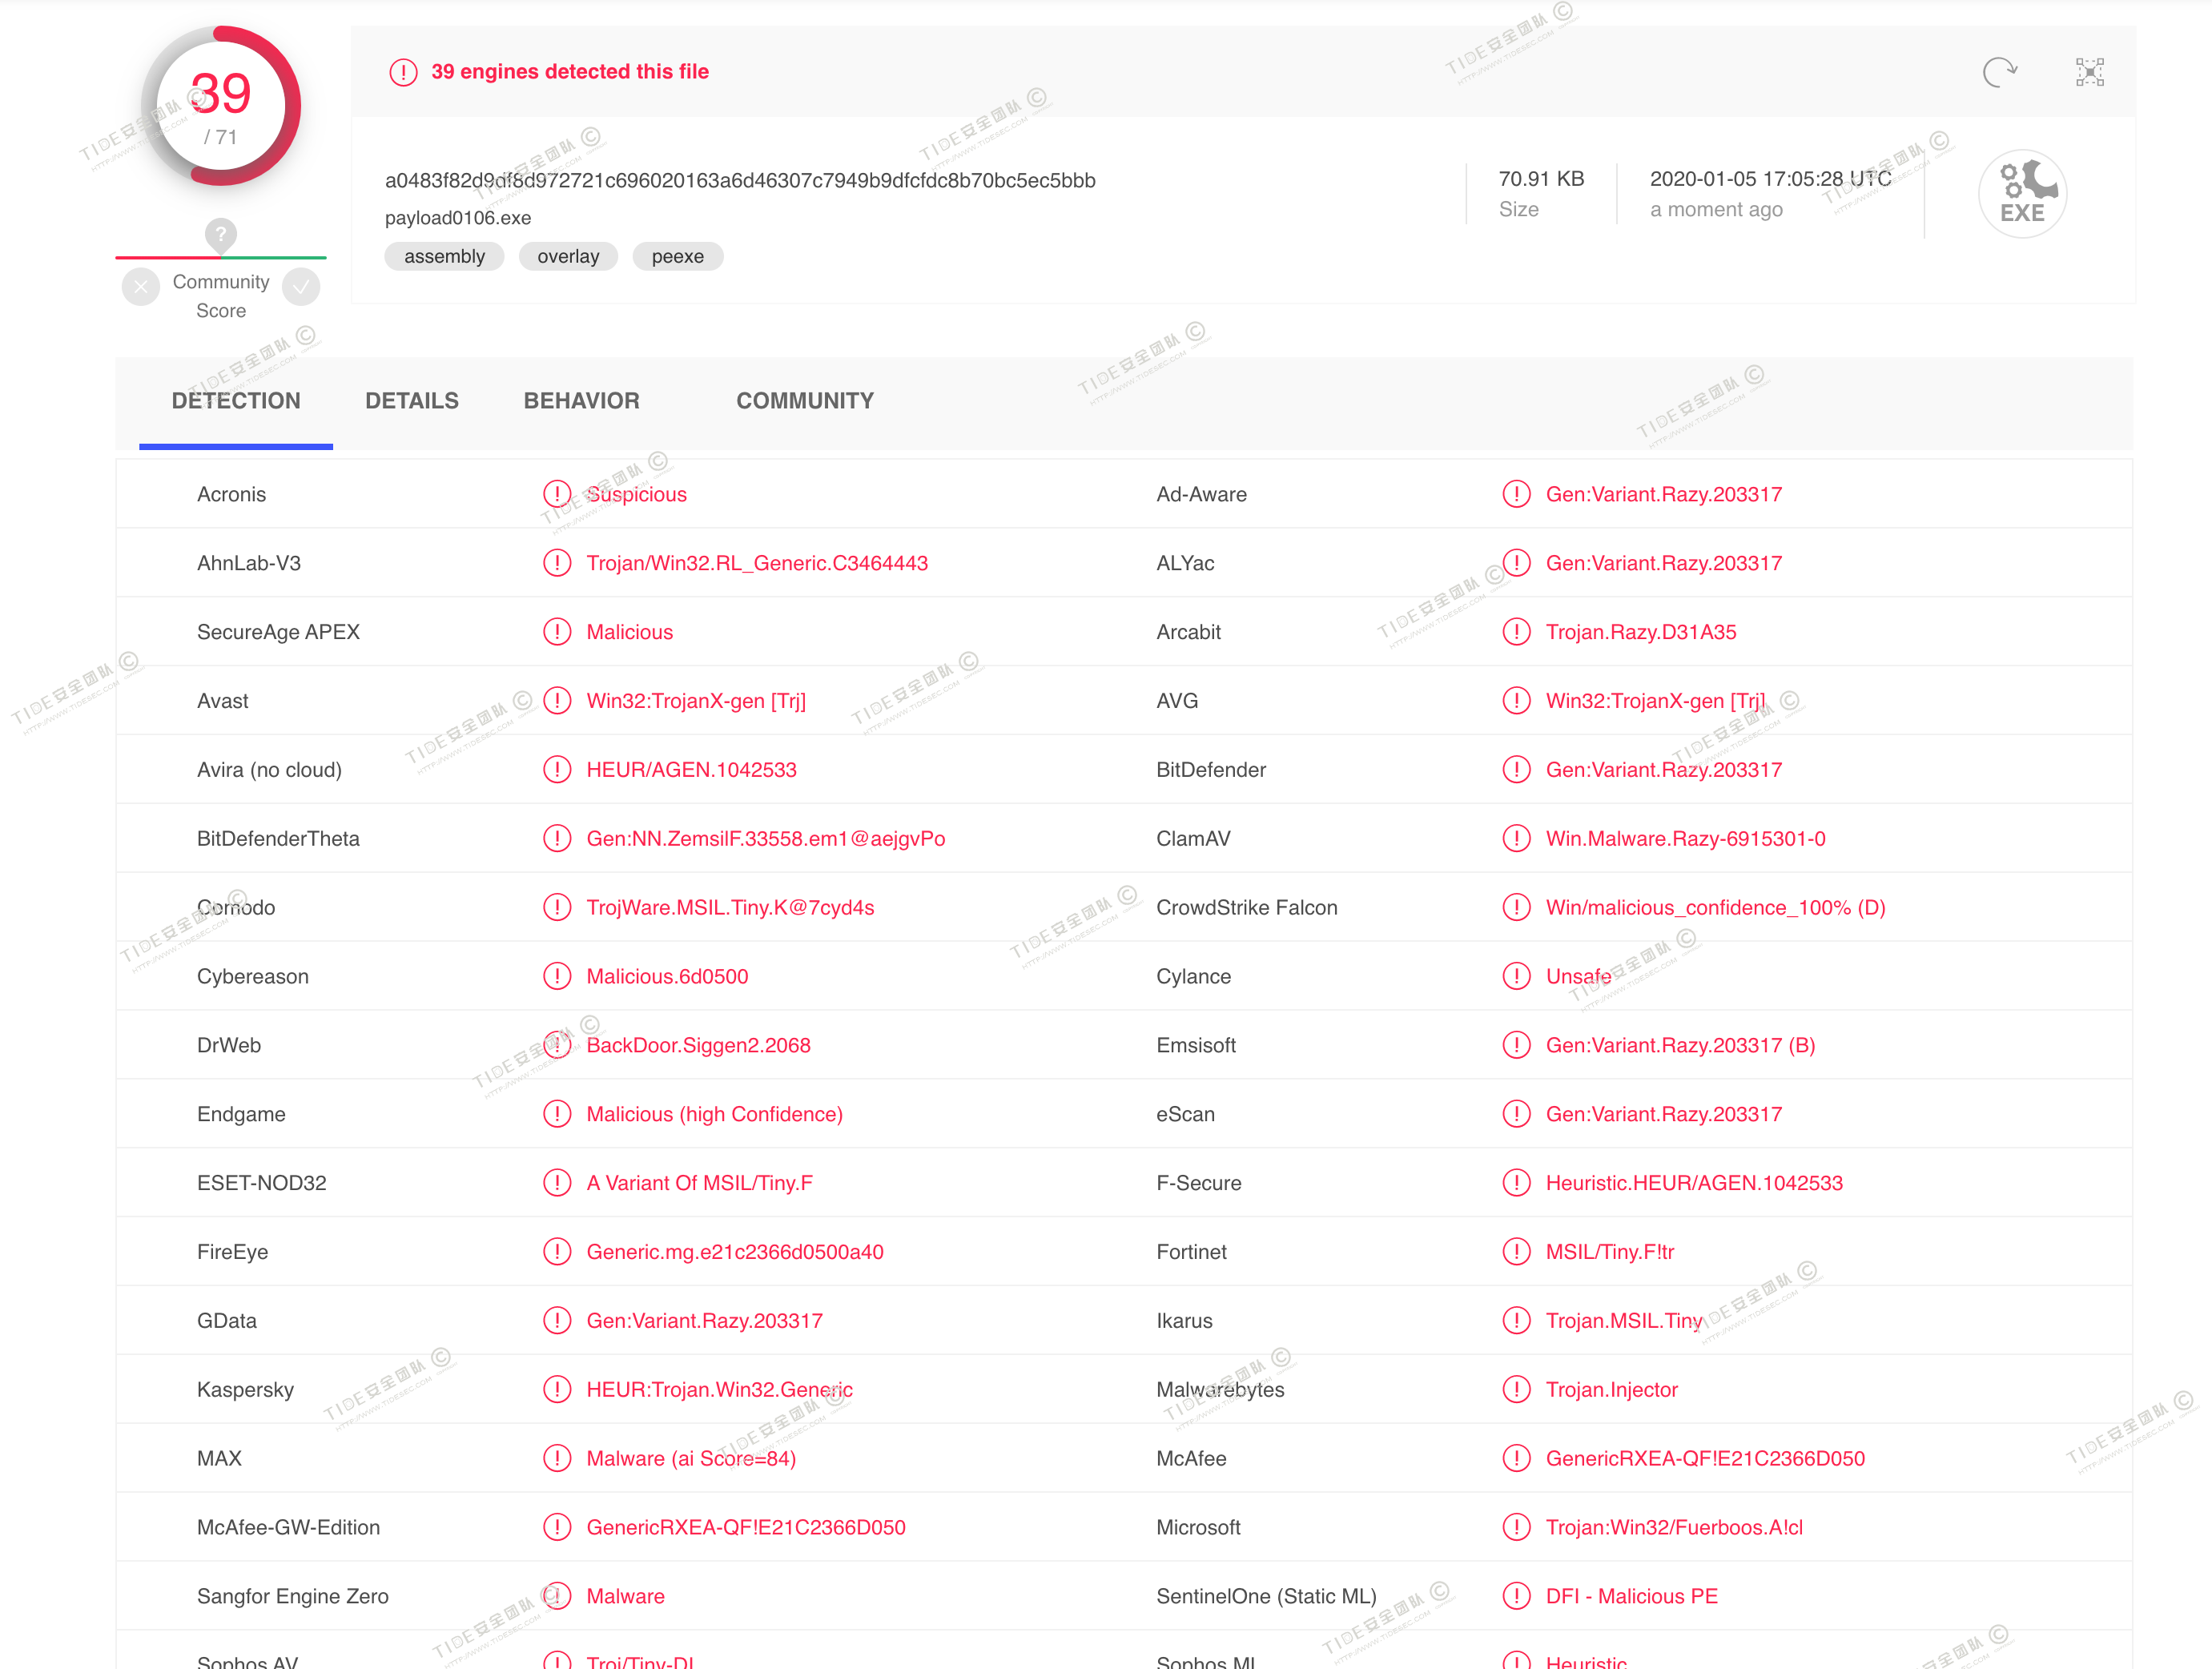 39
/ 71
39 engines detected this file
a0483f82d9df8d972721c696020163a6d46307c7949b9dfcfdc8b70bc5ec5bbb
payload0106.exe
assembly overlay peexe
70.91 KB
Size
2020-01-05 17:05:28 UTC
a moment ago
EXE
?
Community
Score
DETECTION DETAILS BEHAVIOR COMMUNITY
Acronis Suspicious Ad-Aware Gen:Variant.Razy.203317
AhnLab-V3 Trojan/Win32.RL_Generic.C3464443 ALYac Gen:Variant.Razy.203317
SecureAge APEX Malicious Arcabit Trojan.Razy.D31A35
Avast Win32:TrojanX-gen [Trj] AVG Win32:TrojanX-gen [Trj]
Avira (no cloud) HEUR/AGEN.1042533 BitDefender Gen:Variant.Razy.203317
BitDefenderTheta Gen:NN.ZemsilF.33558.em1@aejgvPo ClamAV Win.Malware.Razy-6915301-0
Comodo TrojWare.MSIL.Tiny.K@7cyd4s CrowdStrike Falcon Win/malicious_confidence_100% (D)
Cybereason Malicious.6d0500 Cylance Unsafe
DrWeb BackDoor.Siggen2.2068 Emsisoft Gen:Variant.Razy.203317 (B)
Endgame Malicious (high Confidence) eScan Gen:Variant.Razy.203317
ESET-NOD32 A Variant Of MSIL/Tiny.F F-Secure Heuristic.HEUR/AGEN.1042533
FireEye Generic.mg.e21c2366d0500a40 Fortinet MSIL/Tiny.F!tr
GData Gen:Variant.Razy.203317 Ikarus Trojan.MSIL.Tiny
Kaspersky HEUR:Trojan.Win32.Generic Malwarebytes Trojan.Injector
MAX Malware (ai Score=84) McAfee GenericRXEA-QF!E21C2366D050
McAfee-GW-Edition GenericRXEA-QF!E21C2366D050 Microsoft Trojan:Win32/Fuerboos.A!cl
Sangfor Engine Zero Malware SentinelOne (Static ML) DFI - Malicious PE
Sophos AV Troj/Tiny-DI Sophos ML Heuristic
TIDE安全团队 ©
HTTP://WWW.TIDESEC.COM